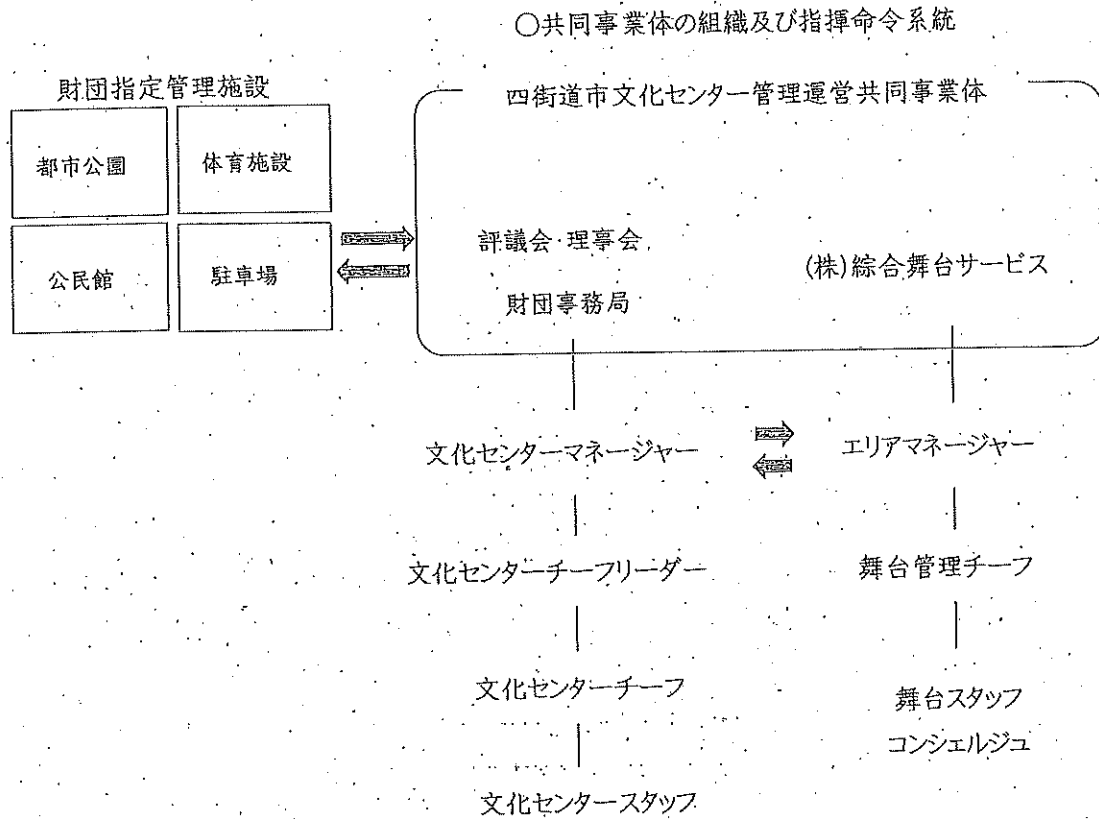 ○共同事業体の組織及び指揮命令系統
財団指定管理施設
四街道市文化センター管理運営共同事業体
都市公園
体育施設
公民館
駐車場
評議会・理事会
財団事務局
(株)綜合舞台サービス
文化センターマネージャー
エリアマネージャー
文化センターチーフリーダー
舞台管理チーフ
文化センターチーフ
舞台スタッフ
コンシェルジュ
文化センタースタッフ